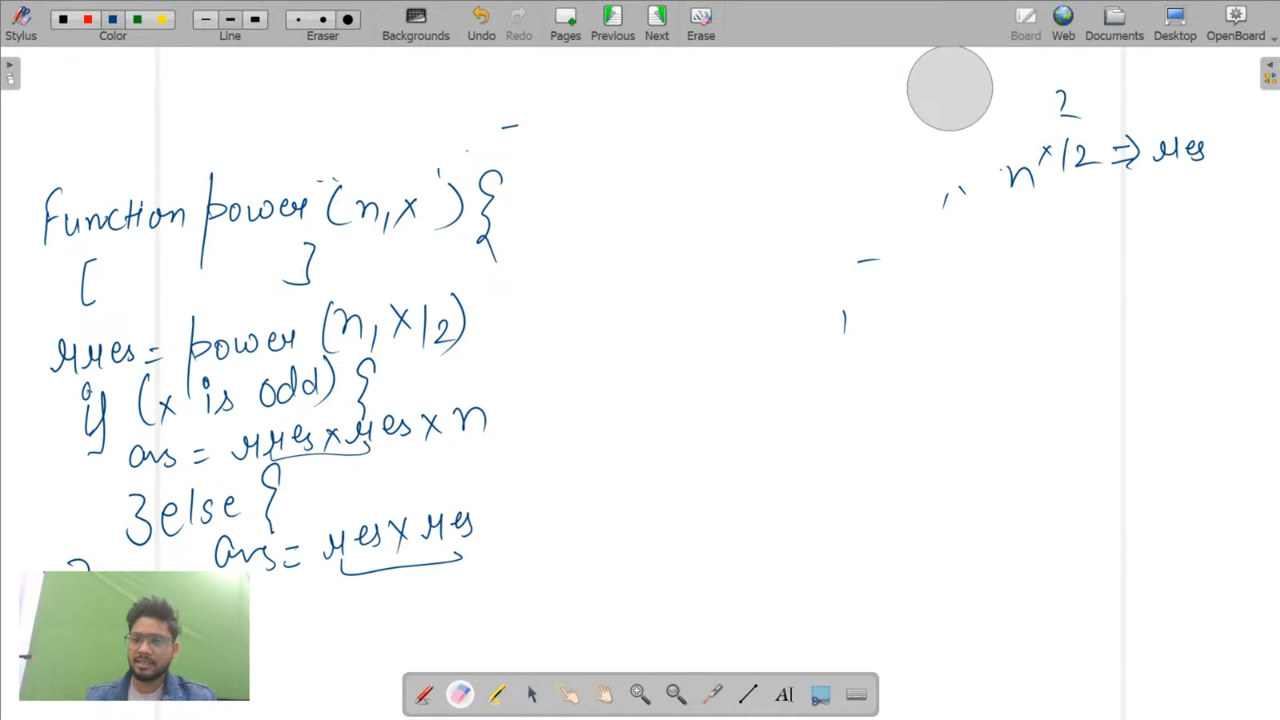 Stylus Color Line Eraser Backgrounds Undo Redo Pages Previous Next Erase Board Web Documents Desktop OpenBoard
2
n^x/2 => res
function power (n,x) {
[ ]
res = power (n, x/2)
if (x is odd) {
ans = res x res x n
}else {
ans = res x res
}